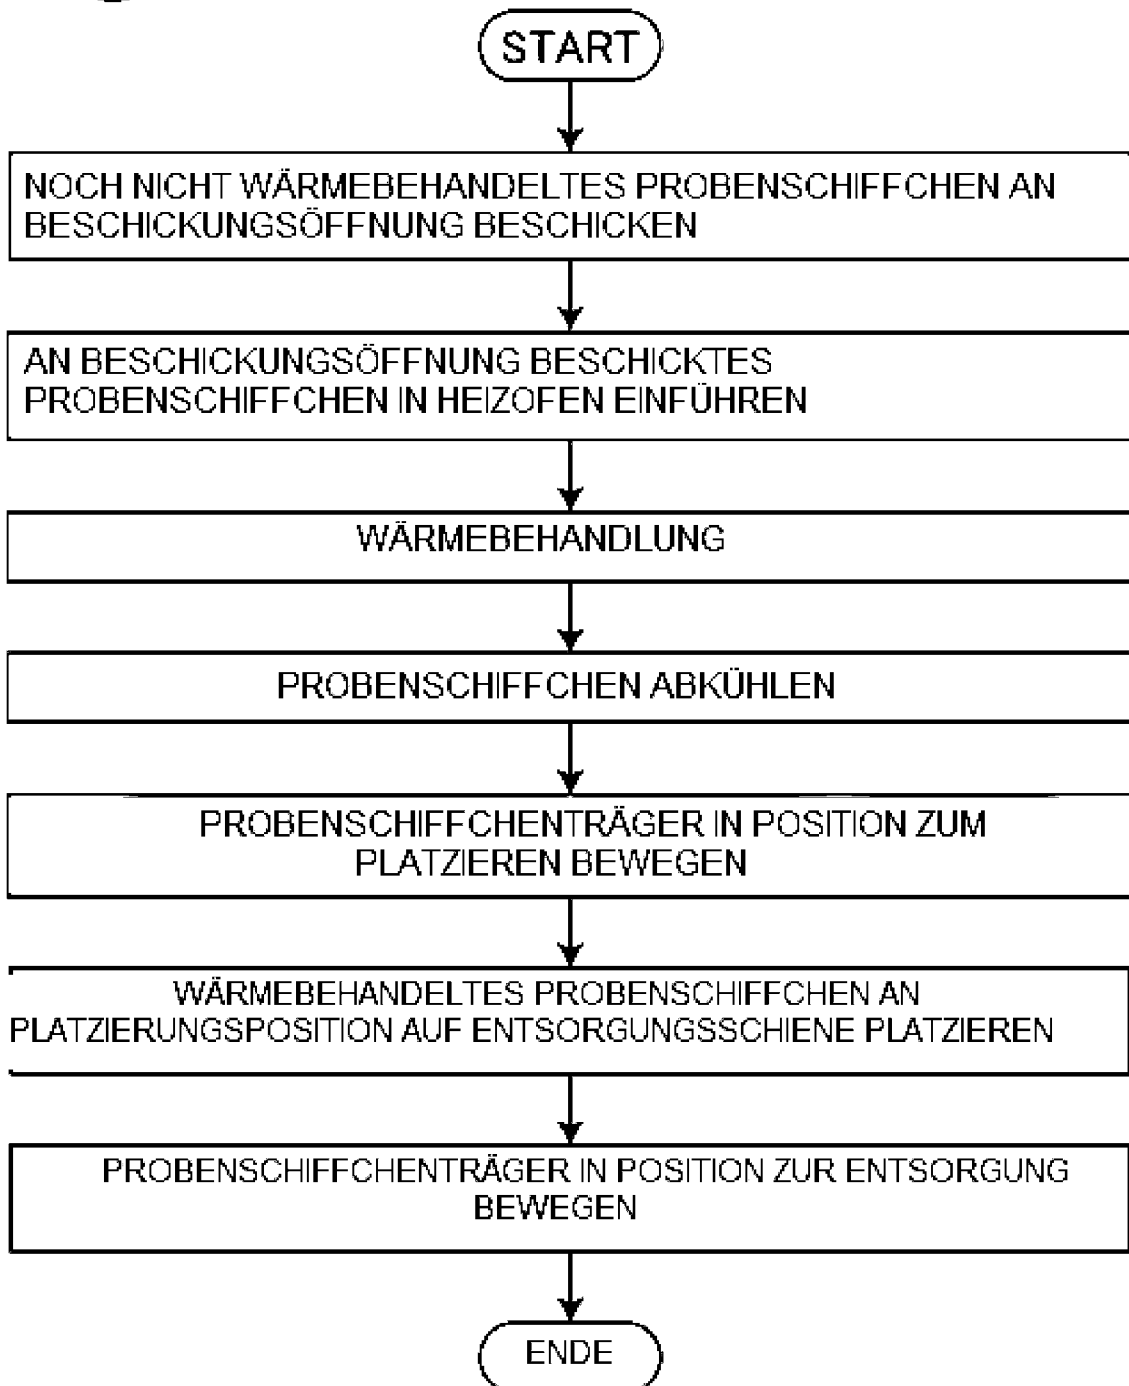 START
NOCH NICHT WÄRMEBEHANDELTES PROBENSCHIFFCHEN AN
BESCHICKUNGSÖFFNUNG BESCHICKEN
AN BESCHICKUNGSÖFFNUNG BESCHICKTES
PROBENSCHIFFCHEN IN HEIZOFEN EINFÜHREN
WÄRMEBEHANDLUNG
PROBENSCHIFFCHEN ABKÜHLEN
PROBENSCHIFFCHENTRÄGER IN POSITION ZUM
PLATZIEREN BEWEGEN
WÄRMEBEHANDELTES PROBENSCHIFFCHEN AN
PLATZIERUNGSPOSITION AUF ENTSORGUNGSSCHIENE PLATZIEREN
PROBENSCHIFFCHENTRÄGER IN POSITION ZUR ENTSORGUNG
BEWEGEN
ENDE